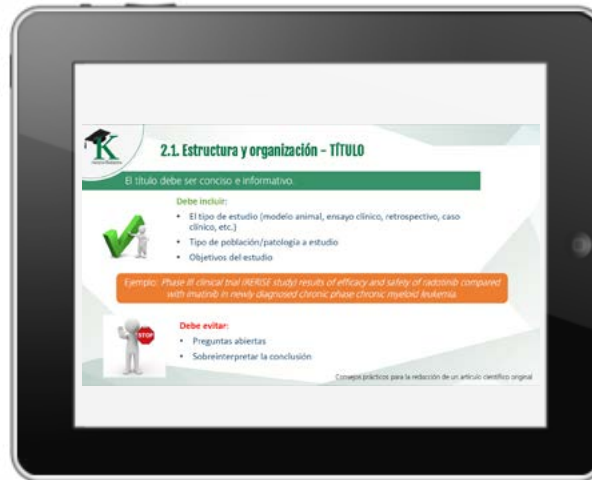 K
2.1. Estructura y organización – TÍTULO
El título debe ser conciso e informativo.
Debe incluir:
• El tipo de estudio (modelo animal, ensayo clínico, retrospectivo, caso
clínico, etc.)
• Tipo de población/patología a estudio
• Objetivos del estudio
Ejemplo: Phase III clinical trial (RERISE study) results of efficacy and safety of radotinib compared
with imatinib in newly diagnosed chronic phase chronic myeloid leukemia.
STOP
Debe evitar:
• Preguntas abiertas
• Sobreinterpretar la conclusión
Consejos prácticos para la redacción de un artículo científico original